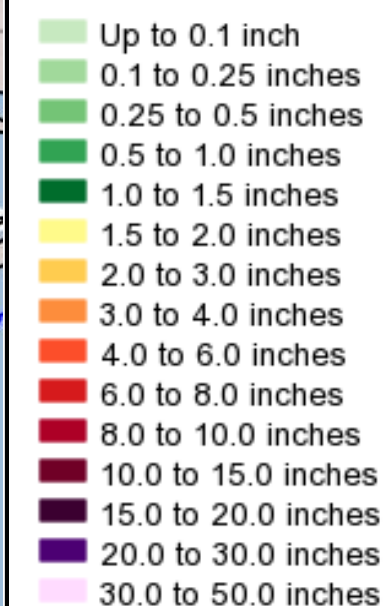 Up to 0.1 inch
0.1 to 0.25 inches
0.25 to 0.5 inches
0.5 to 1.0 inches
1.0 to 1.5 inches
1.5 to 2.0 inches
2.0 to 3.0 inches
3.0 to 4.0 inches
4.0 to 6.0 inches
6.0 to 8.0 inches
8.0 to 10.0 inches
10.0 to 15.0 inches
15.0 to 20.0 inches
20.0 to 30.0 inches
30.0 to 50.0 inches